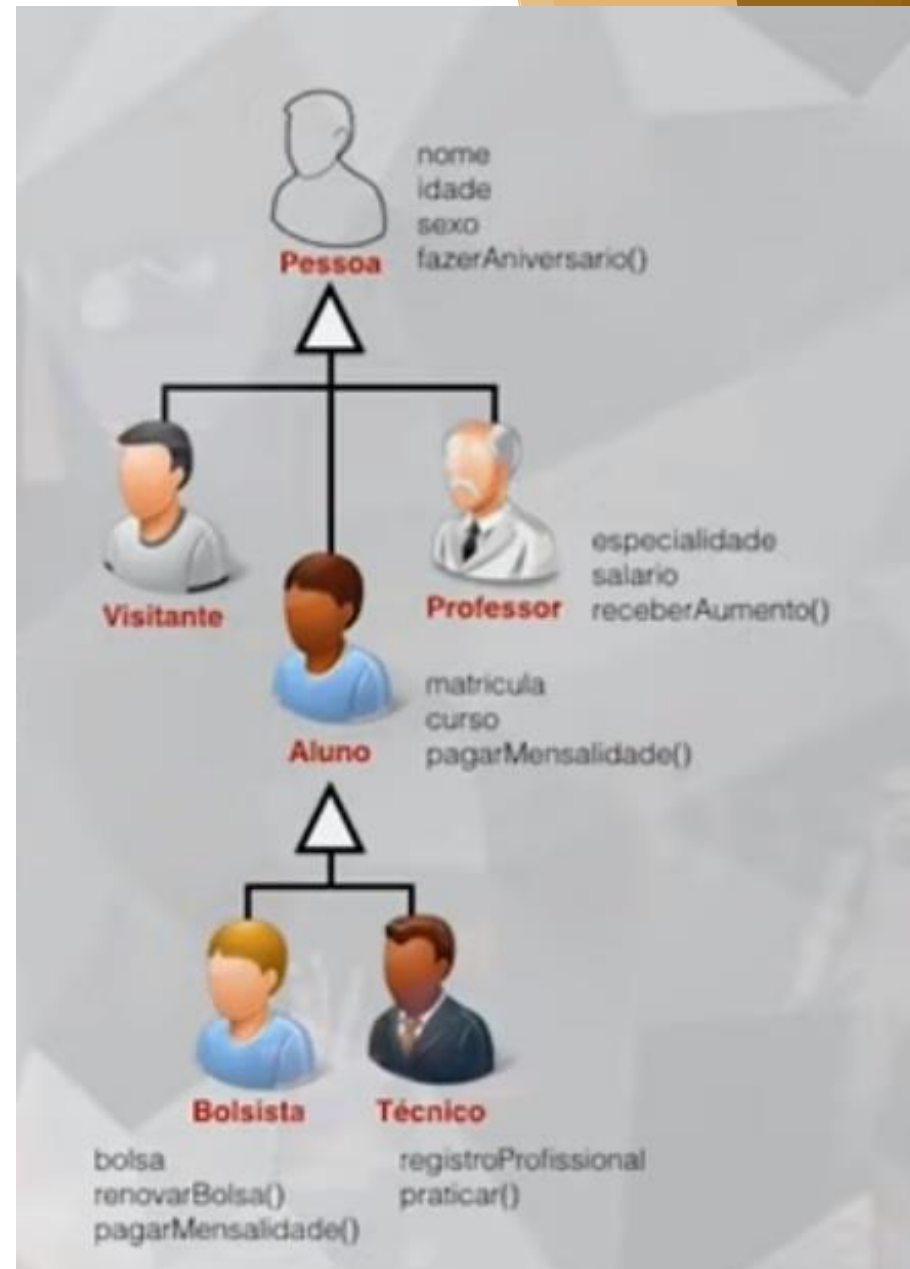 nome
idade
sexo
fazerAniversario()
Pessoa
Visitante
Professor
especialidade
salario
receberAumento()
Aluno
matricula
curso
pagarMensalidade()
Bolsista
bolsa
renovarBolsa()
pagarMensalidade()
Técnico
registroProfissional
praticar()